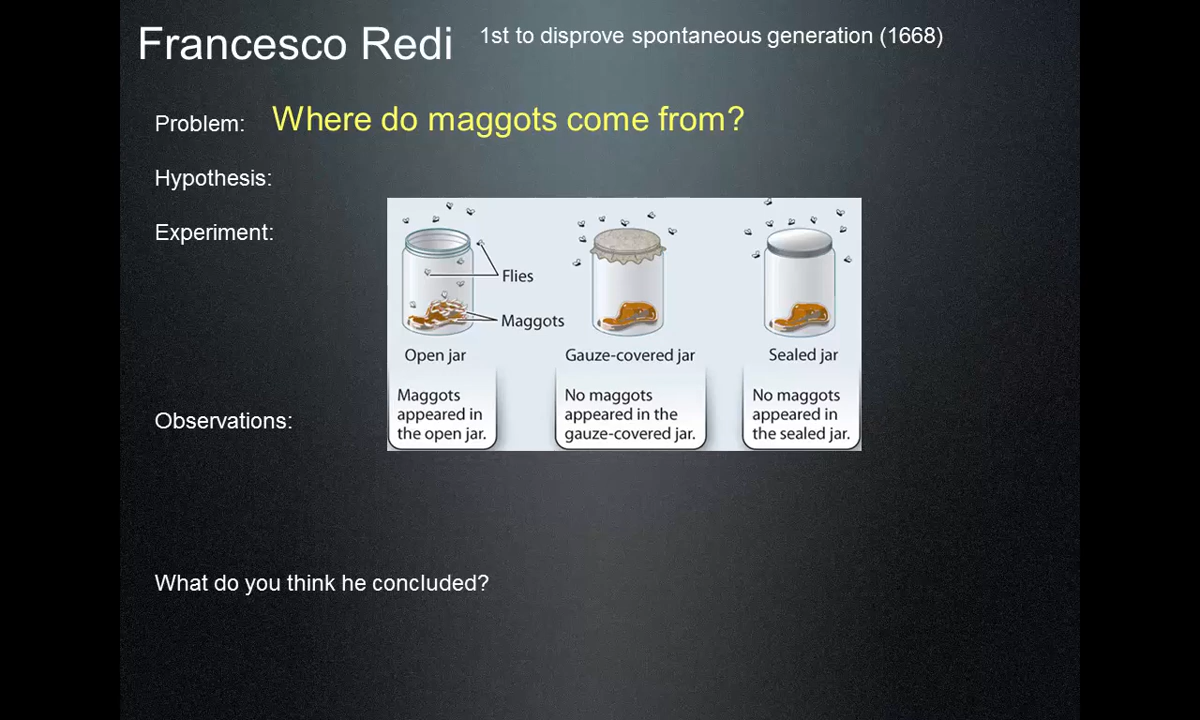 Francesco Redi 1st to disprove spontaneous generation (1668)
Problem: Where do maggots come from?
Hypothesis:
Experiment:
Flies
Maggots
Open jar
Gauze-covered jar
Sealed jar
Observations:
Maggots
appeared in
the open jar.
No maggots
appeared in the
gauze-covered jar.
No maggots
appeared in
the sealed jar.
What do you think he concluded?